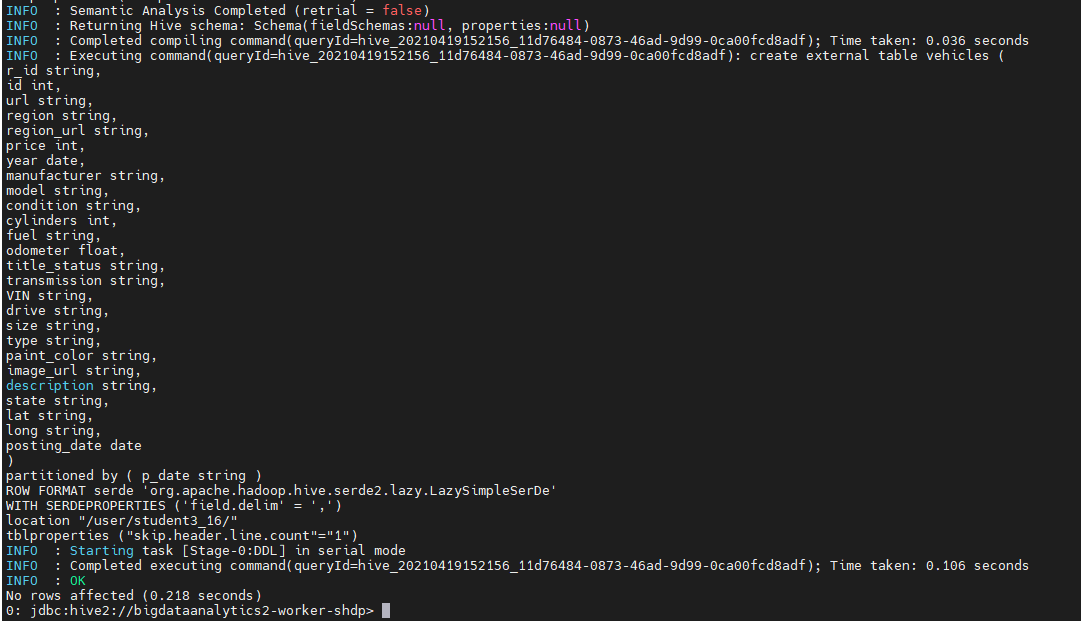 INFO  : Semantic Analysis Completed (retrial = false)
INFO  : Returning Hive schema: Schema(fieldSchemas:null, properties:null)
INFO  : Completed compiling command(queryId=hive_20210419152156_11d76484-0873-46ad-9d99-0ca00fcd8adf); Time taken: 0.036 seconds
INFO  : Executing command(queryId=hive_20210419152156_11d76484-0873-46ad-9d99-0ca00fcd8adf): create external table vehicles (
r_id string,
id int,
url string,
region string,
region_url string,
price int,
year date,
manufacturer string,
model string,
condition string,
cylinders int,
fuel string,
odometer float,
title_status string,
transmission string,
VIN string,
drive string,
size string,
type string,
paint_color string,
image_url string,
description string,
state string,
lat string,
long string,
posting_date date
)
partitioned by ( p_date string )
ROW FORMAT serde 'org.apache.hadoop.hive.serde2.lazy.LazySimpleSerDe'
WITH SERDEPROPERTIES ('field.delim' = ',')
location "/user/student3_16/"
tblproperties ("skip.header.line.count"="1")
INFO  : Starting task [Stage-0:DDL] in serial mode
INFO  : Completed executing command(queryId=hive_20210419152156_11d76484-0873-46ad-9d99-0ca00fcd8adf); Time taken: 0.106 seconds
INFO  : OK
No rows affected (0.218 seconds)
0: jdbc:hive2://bigdataanalytics2-worker-shdp>